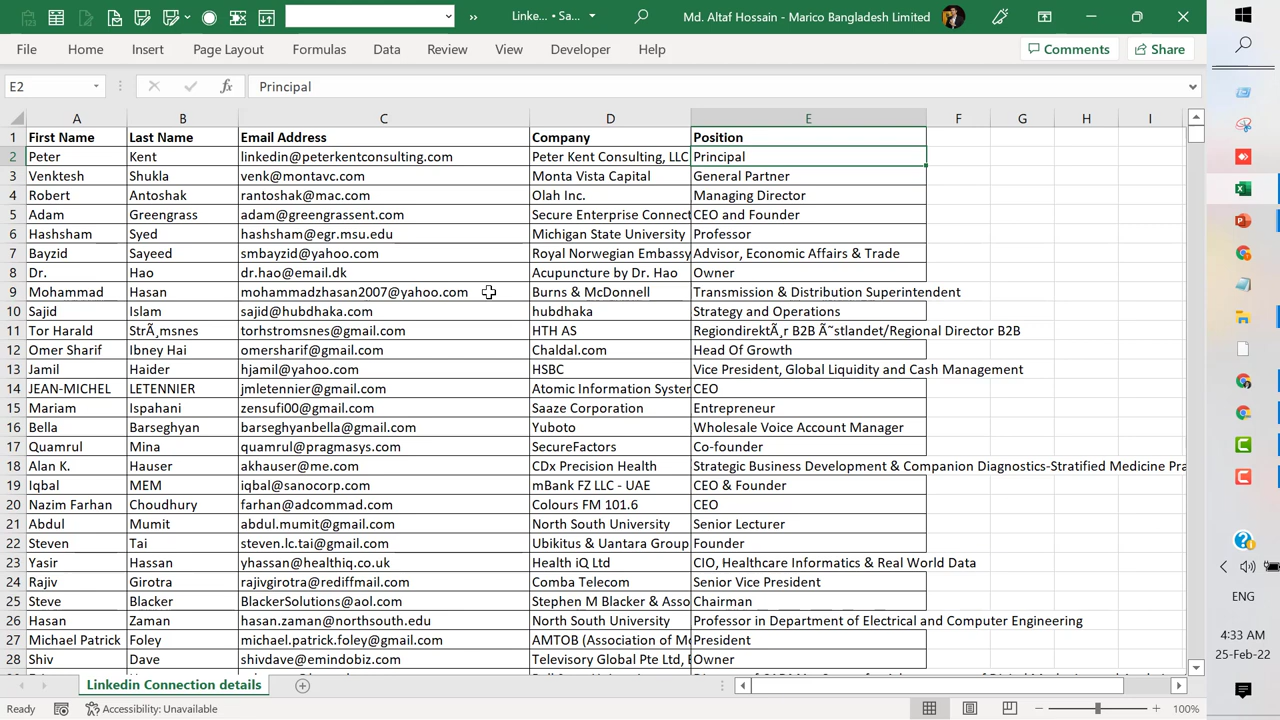 Linke... • Sa...
Md. Altaf Hossain - Marico Bangladesh Limited
File Home Insert Page Layout Formulas Data Review View Developer Help Comments Share
E2 fx Principal
A B C D E F G H I
1 First Name Last Name Email Address Company Position
2 Peter Kent linkedin@peterkentconsulting.com Peter Kent Consulting, LLC Principal
3 Venktesh Shukla venk@montavc.com Monta Vista Capital General Partner
4 Robert Antoshak rantoshak@mac.com Olah Inc. Managing Director
5 Adam Greengrass adam@greengrassent.com Secure Enterprise Connect CEO and Founder
6 Hashsham Syed hashsham@egr.msu.edu Michigan State University Professor
7 Bayzid Sayeed smbayzid@yahoo.com Royal Norwegian Embassy Advisor, Economic Affairs & Trade
8 Dr. Hao dr.hao@email.dk Acupuncture by Dr. Hao Owner
9 Mohammad Hasan mohammadzhasan2007@yahoo.com Burns & McDonnell Transmission & Distribution Superintendent
10 Sajid Islam sajid@hubdhaka.com hubdhaka Strategy and Operations
11 Tor Harald StrÃ¸msnes torhstromsnes@gmail.com HTH AS RegiondirektÃ¸r B2B Ã˜stlandet/Regional Director B2B
12 Omer Sharif Ibney Hai omersharif@gmail.com Chaldal.com Head Of Growth
13 Jamil Haider hjamil@yahoo.com HSBC Vice President, Global Liquidity and Cash Management
14 JEAN-MICHEL LETENNIER jmletennier@gmail.com Atomic Information Syster CEO
15 Mariam Ispahani zensufi00@gmail.com Saaze Corporation Entrepreneur
16 Bella Barseghyan barseghyanbella@gmail.com Yuboto Wholesale Voice Account Manager
17 Quamrul Mina quamrul@pragmasys.com SecureFactors Co-founder
18 Alan K. Hauser akhauser@me.com CDx Precision Health Strategic Business Development & Companion Diagnostics-Stratified Medicine Pra
19 Iqbal MEM iqbal@sanocorp.com mBank FZ LLC - UAE CEO & Founder
20 Nazim Farhan Choudhury farhan@adcommad.com Colours FM 101.6 CEO
21 Abdul Mumit abdul.mumit@gmail.com North South University Senior Lecturer
22 Steven Tai steven.lc.tai@gmail.com Ubikitus & Uantara Group Founder
23 Yasir Hassan yhassan@healthiq.co.uk Health iQ Ltd CIO, Healthcare Informatics & Real World Data
24 Rajiv Girotra rajivgirotra@rediffmail.com Comba Telecom Senior Vice President
25 Steve Blacker BlackerSolutions@aol.com Stephen M Blacker & Asso Chairman
26 Hasan Zaman hasan.zaman@northsouth.edu North South University Professor in Department of Electrical and Computer Engineering
27 Michael Patrick Foley michael.patrick.foley@gmail.com AMTOB (Association of Mo President
28 Shiv Dave shivdave@emindobiz.com Televisory Global Pte Ltd, Owner
Linkedin Connection details
Ready Accessibility: Unavailable 100%
ENG
4:33 AM
25-Feb-22